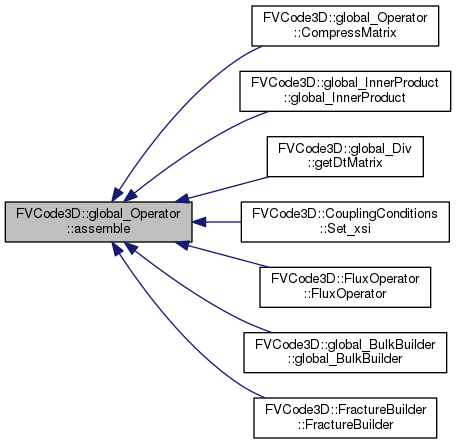 FVCode3D::global_Operator
::CompressMatrix
FVCode3D::global_InnerProduct
::global_InnerProduct
FVCode3D::global_Div
::getDtMatrix
FVCode3D::global_Operator
::assemble
FVCode3D::CouplingConditions
::Set_xsi
FVCode3D::FluxOperator
::FluxOperator
FVCode3D::global_BulkBuilder
::global_BulkBuilder
FVCode3D::FractureBuilder
::FractureBuilder